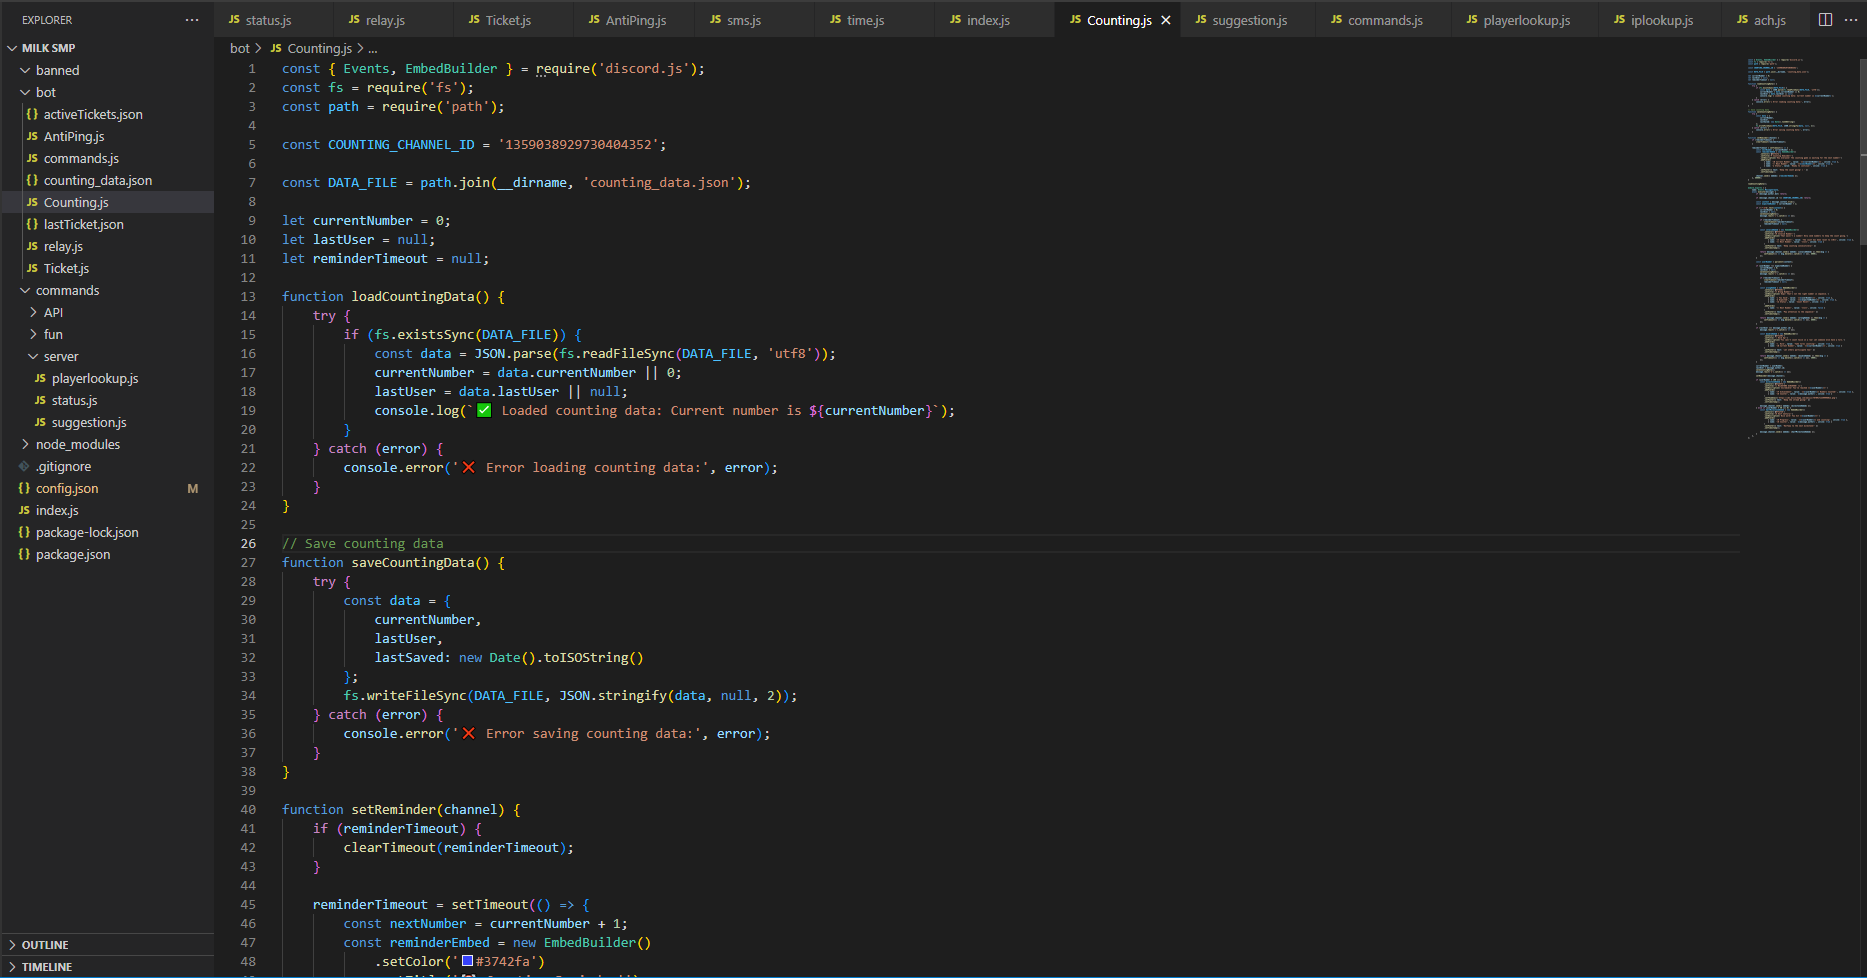 EXPLORER ...
MILK SMP
banned
bot
{} activeTickets.json
JS AntiPing.js
JS commands.js
{} counting_data.json
JS Counting.js
{} lastTicket.json
JS relay.js
JS Ticket.js
commands
API
fun
server
JS playerlookup.js
JS status.js
JS suggestion.js
node_modules
.gitignore
{} config.json M
JS index.js
{} package-lock.json
{} package.json
OUTLINE
TIMELINE
JS status.js JS relay.js JS Ticket.js JS AntiPing.js JS sms.js JS time.js JS index.js JS Counting.js JS suggestion.js JS commands.js JS playerlookup.js JS iplookup.js JS ach.js ...
bot > JS Counting.js > ...
1 const { Events, EmbedBuilder } = require('discord.js');
2 const fs = require('fs');
3 const path = require('path');
4
5 const COUNTING_CHANNEL_ID = '1359038929730404352';
6
7 const DATA_FILE = path.join(__dirname, 'counting_data.json');
8
9 let currentNumber = 0;
10 let lastUser = null;
11 let reminderTimeout = null;
12
13 function loadCountingData() {
14 try {
15 if (fs.existsSync(DATA_FILE)) {
16 const data = JSON.parse(fs.readFileSync(DATA_FILE, 'utf8'));
17 currentNumber = data.currentNumber || 0;
18 lastUser = data.lastUser || null;
19 console.log(`✅ Loaded counting data: Current number is ${currentNumber}`);
20 }
21 } catch (error) {
22 console.error('❌ Error loading counting data:', error);
23 }
24 }
25
26 // Save counting data
27 function saveCountingData() {
28 try {
29 const data = {
30 currentNumber,
31 lastUser,
32 lastSaved: new Date().toISOString()
33 };
34 fs.writeFileSync(DATA_FILE, JSON.stringify(data, null, 2));
35 } catch (error) {
36 console.error('❌ Error saving counting data:', error);
37 }
38 }
39
40 function setReminder(channel) {
41 if (reminderTimeout) {
42 clearTimeout(reminderTimeout);
43 }
44
45 reminderTimeout = setTimeout(() => {
46 const nextNumber = currentNumber + 1;
47 const reminderEmbed = new EmbedBuilder()
48 .setColor('#3742fa')